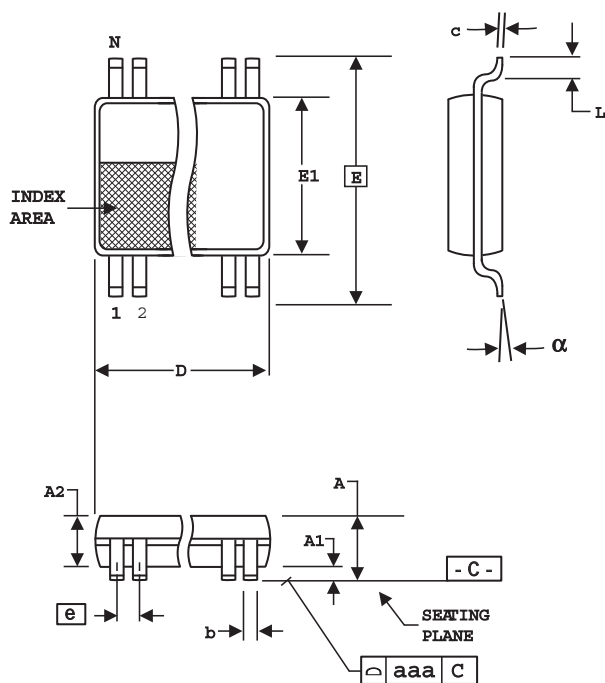 N
c
L
E1
E
INDEX
AREA
1 2
α
D
A2
A
A1
-C-
e
b
SEATING
PLANE
aaa C